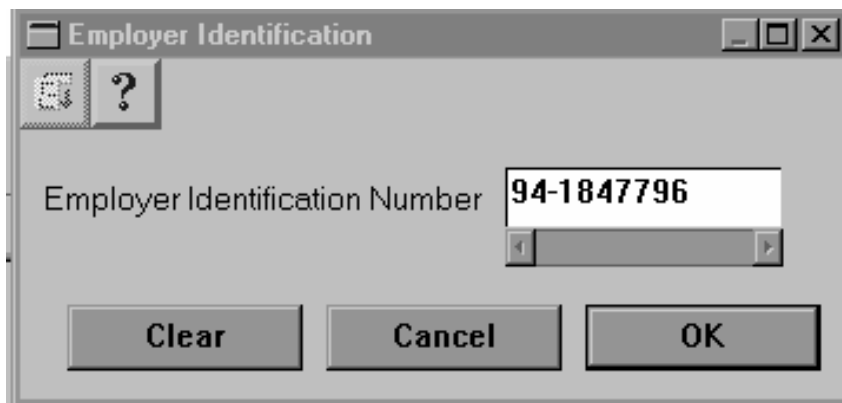 Employer Identification
?
Employer Identification Number 94-1847796
Clear Cancel OK